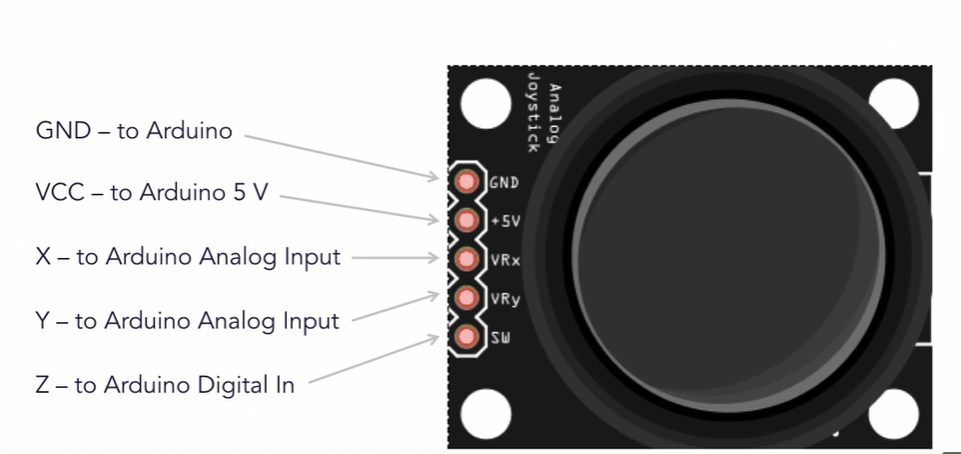 GND – to Arduino
VCC – to Arduino 5 V
X – to Arduino Analog Input
Y – to Arduino Analog Input
Z – to Arduino Digital In
Analog
Joystick
GND
+5V
VRx
VRy
SW